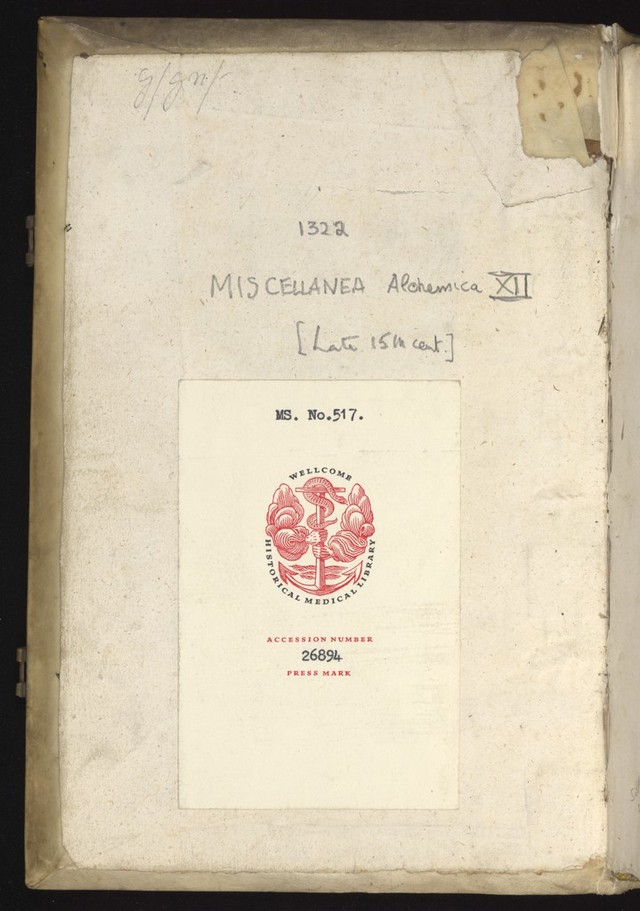 1322
MISCELLANEA Alchemica XII
[Late 15th cent.]
MS. No.517.
WELLCOME
HISTORICAL MEDICAL LIBRARY
ACCESSION NUMBER
26894
PRESS MARK